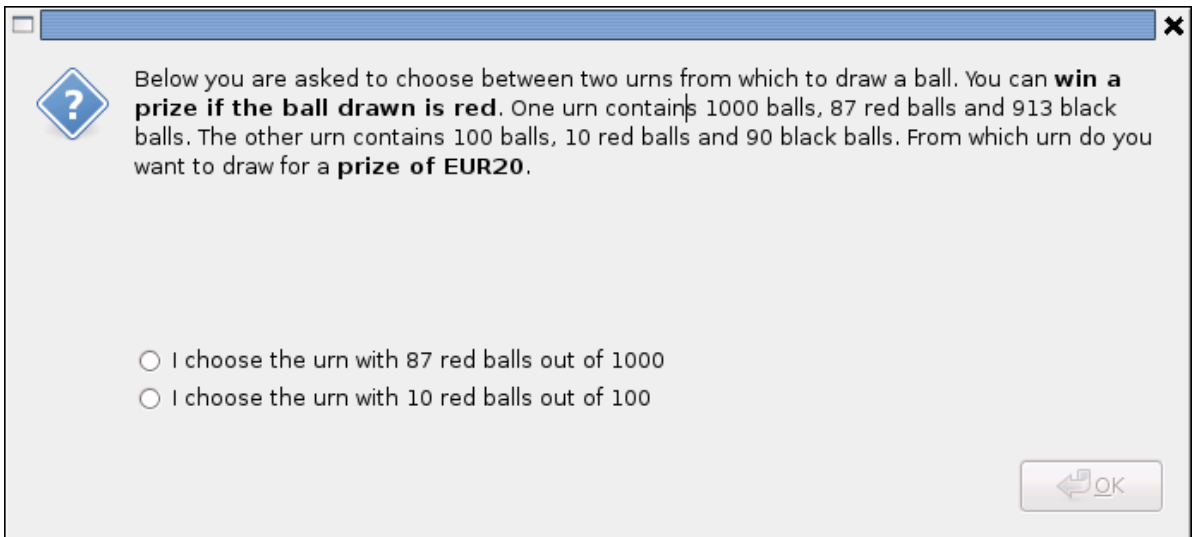 Below you are asked to choose between two urns from which to draw a ball. You can win a
prize if the ball drawn is red. One urn contains 1000 balls, 87 red balls and 913 black
balls. The other urn contains 100 balls, 10 red balls and 90 black balls. From which urn do you
want to draw for a prize of EUR20.
I choose the urn with 87 red balls out of 1000
I choose the urn with 10 red balls out of 100
OK